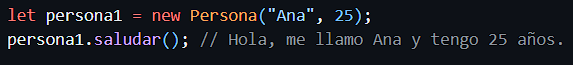 let persona1 = new Persona("Ana", 25);
persona1.saludar(); // Hola, me llamo Ana y tengo 25 años.